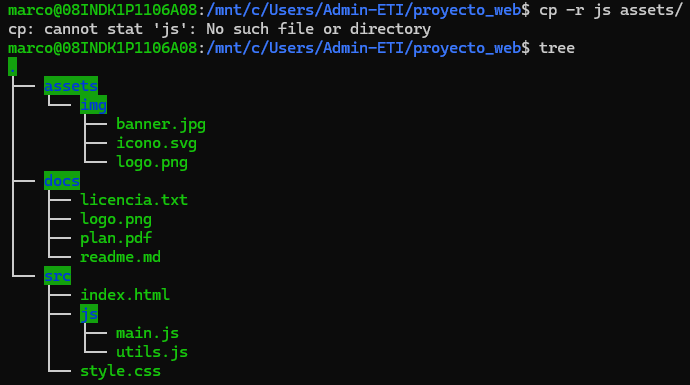 marco@08INDK1P1106A08:/mnt/c/Users/Admin-ETI/proyecto_web$ cp -r js assets/
cp: cannot stat 'js': No such file or directory
marco@08INDK1P1106A08:/mnt/c/Users/Admin-ETI/proyecto_web$ tree
.
├── assets
│   └── img
│       ├── banner.jpg
│       ├── icono.svg
│       └── logo.png
├── docs
│   ├── licencia.txt
│   ├── logo.png
│   ├── plan.pdf
│   └── readme.md
└── src
    ├── index.html
    ├── js
    │   ├── main.js
    │   └── utils.js
    └── style.css